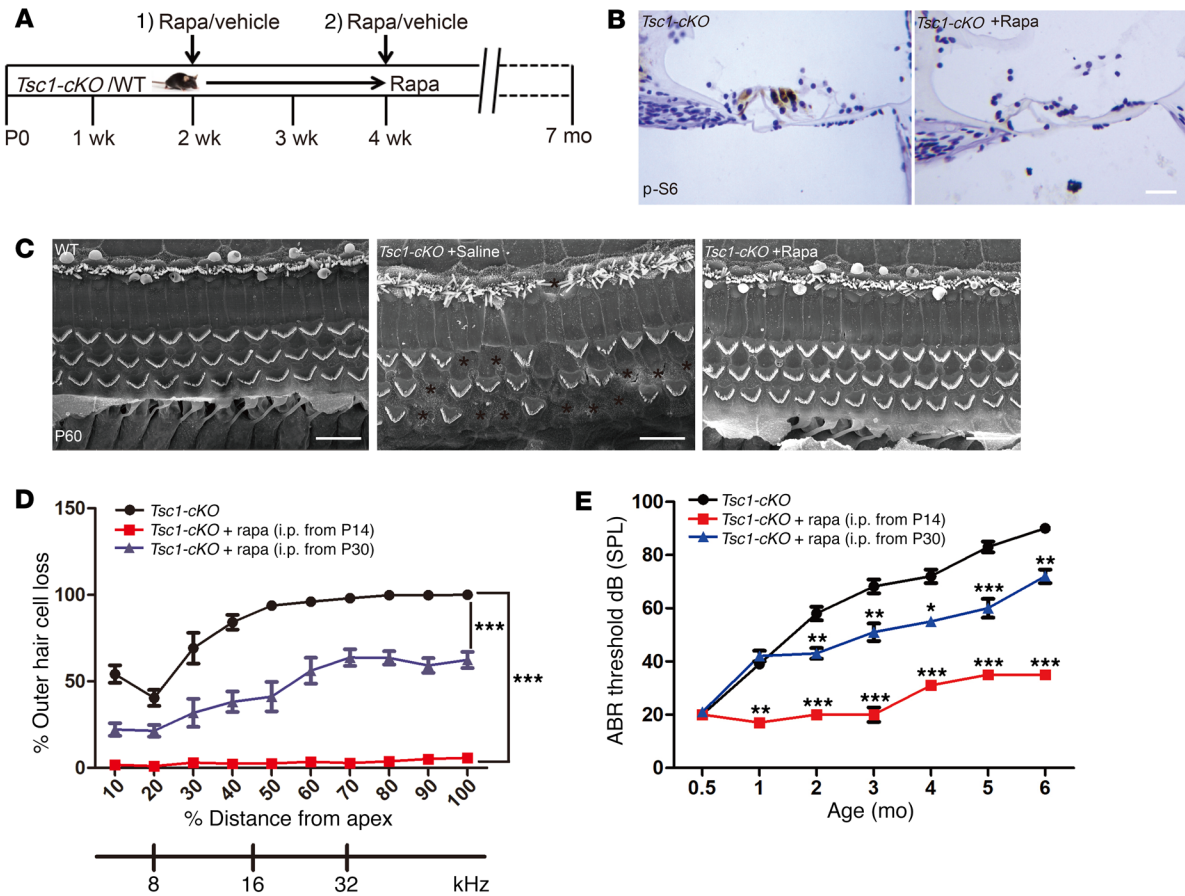 A
1) Rapa/vehicle
2) Rapa/vehicle
Tsc1-cKO /WT
Rapa
P0
1 wk
2 wk
3 wk
4 wk
7 mo
B
Tsc1-cKO
Tsc1-cKO +Rapa
p-S6
C
WT
Tsc1-cKO +Saline
Tsc1-cKO +Rapa
P60
* * * * * * * * * * * *
D
Tsc1-cKO
Tsc1-cKO + rapa (i.p. from P14)
Tsc1-cKO + rapa (i.p. from P30)
% Outer hair cell loss
150
100
50
0
***
***
10 20 30 40 50 60 70 80 90 100
% Distance from apex
8 16 32 kHz
E
Tsc1-cKO
Tsc1-cKO + rapa (i.p. from P14)
Tsc1-cKO + rapa (i.p. from P30)
ABR threshold dB (SPL)
100
80
60
40
20
0
** ** * *** **
** *** *** *** *** ***
0.5 1 2 3 4 5 6
Age (mo)